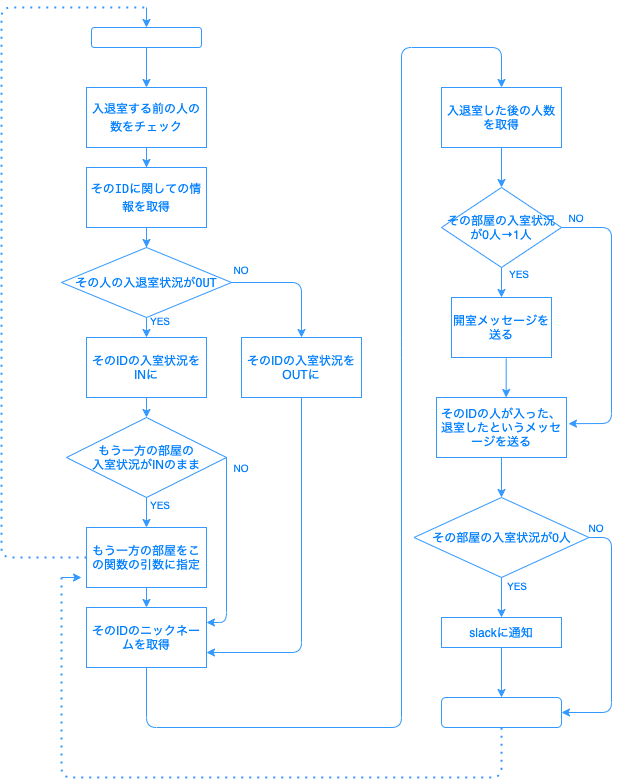 入退室する前の人の
数をチェック
そのIDに関しての情
報を取得
その人の入退室状況がOUT
NO
YES
そのIDの入室状況を
INに
そのIDの入室状況を
OUTに
もう一方の部屋の
入室状況がINのまま
NO
YES
もう一方の部屋をこ
の関数の引数に指定
そのIDのニックネー
ムを取得
入退室した後の人数
を取得
その部屋の入室状況
が0人→1人
NO
YES
開室メッセージを
送る
そのIDの人が入った、
退室したというメッセ
ージを送る
その部屋の入室状況が0人
NO
YES
slackに通知